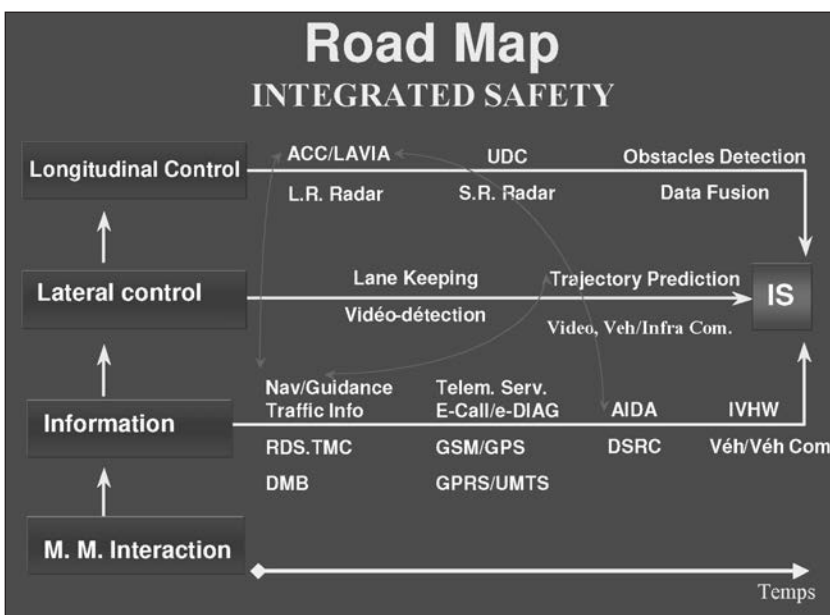 Road Map
INTEGRATED SAFETY
Longitudinal Control
ACC/LAVIA
UDC
Obstacles Detection
L.R. Radar
S.R. Radar
Data Fusion
Lateral control
Lane Keeping
Trajectory Prediction
IS
Vidéo-détection
Video, Veh/Infra Com.
Information
Nav/Guidance
Traffic Info
Telem. Serv.
E-Call/e-DIAG
AIDA
IVHW
RDS.TMC
GSM/GPS
DSRC
Véh/Véh Com
DMB
GPRS/UMTS
M. M. Interaction
Temps